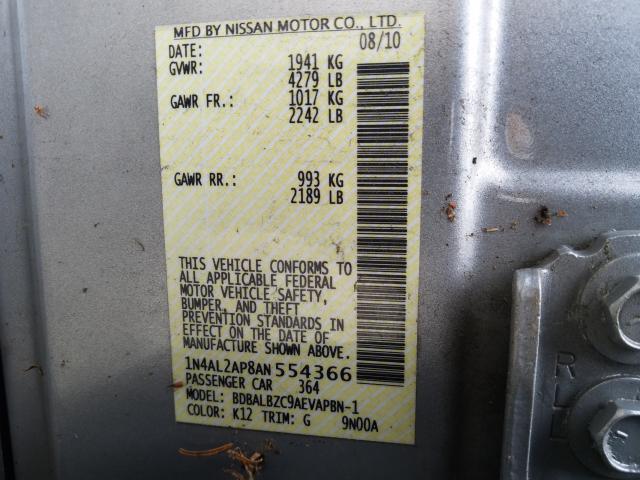 MFD BY NISSAN MOTOR CO., LTD.
DATE: 08/10
GVWR: 1941 KG
4279 LB
GAWR FR.: 1017 KG
2242 LB
GAWR RR.: 993 KG
2189 LB
THIS VEHICLE CONFORMS TO
ALL APPLICABLE FEDERAL
MOTOR VEHICLE SAFETY,
BUMPER, AND THEFT
PREVENTION STANDARDS IN
EFFECT ON THE DATE OF
MANUFACTURE SHOWN ABOVE.
1N4AL2AP8AN554366
PASSENGER CAR 364
MODEL: BDBALBZC9AEVAPBN-1
COLOR: K12 TRIM: G 9N00A
R